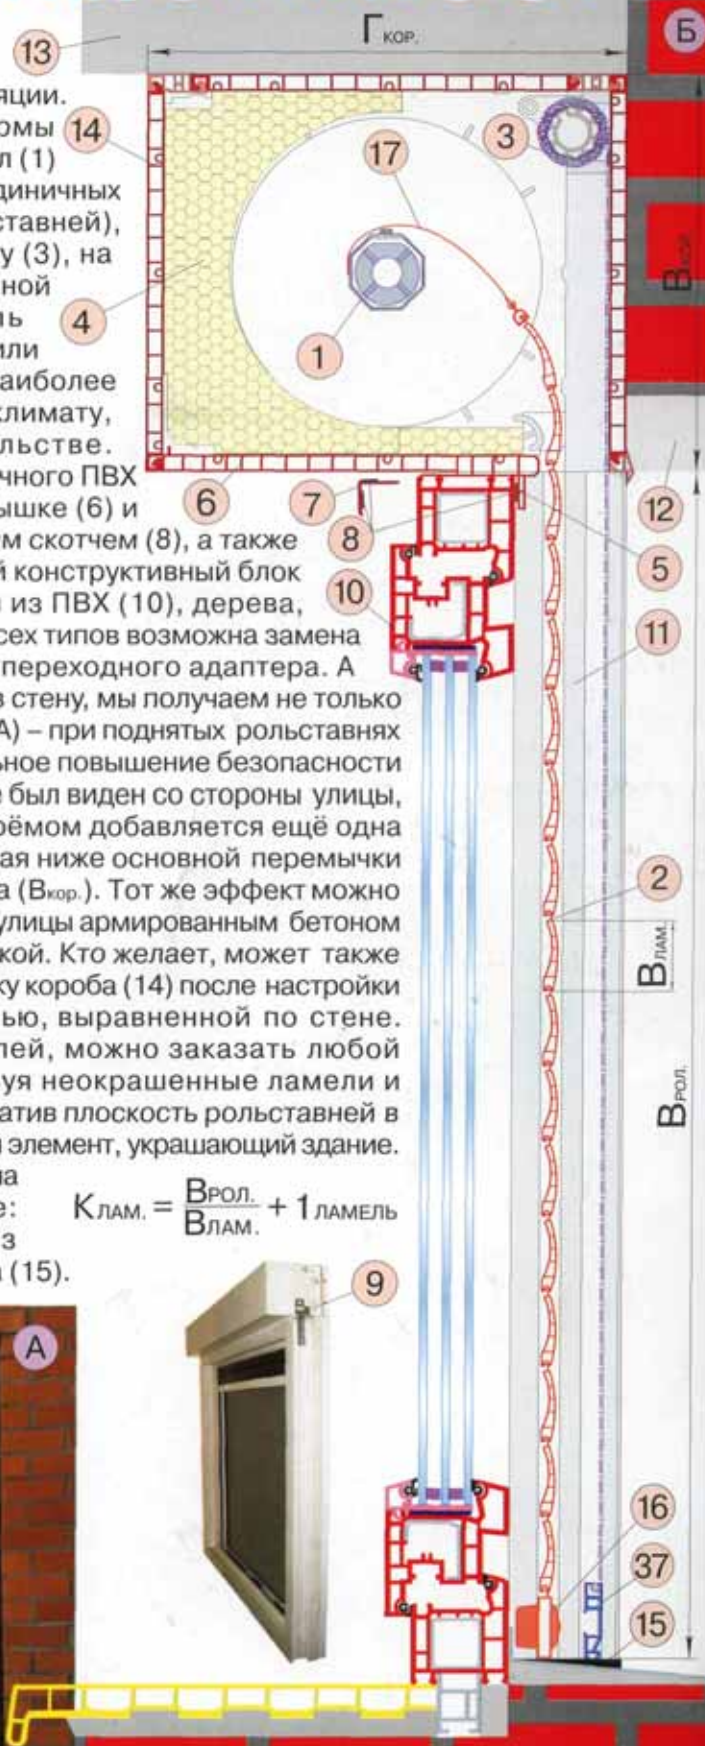 Гкор.
Б
13
яции.
омы
14
л (1)
3
17
диничных
ставней),
у (3), на
ной
Вкор.
ль
4
или
1
аиболее
климату,
льстве.
чного ПВХ
6
7
12
ышке (6) и
8
5
м скотчем (8), а также
й конструктивный блок
10
из ПВХ (10), дерева,
11
сех типов возможна замена
переходного адаптера. А
в стену, мы получаем не только
А) – при поднятых рольставнях
ьное повышение безопасности
е был виден со стороны улицы,
роёмом добавляется ещё одна
ая ниже основной перемычки
2
а (Вкор.). Тот же эффект можно
улицы армированным бетоном
Влам.
кой. Кто желает, может также
ку короба (14) после настройки
ью, выравненной по стене.
лей, можно заказать любой
Врол.
уя неокрашенные ламели и
атив плоскость рольставней в
элемент, украшающий здание.
на
е:
Клам. = Врол. / Влам. + 1 ламель
з
а (15).
9
А
16
37
15